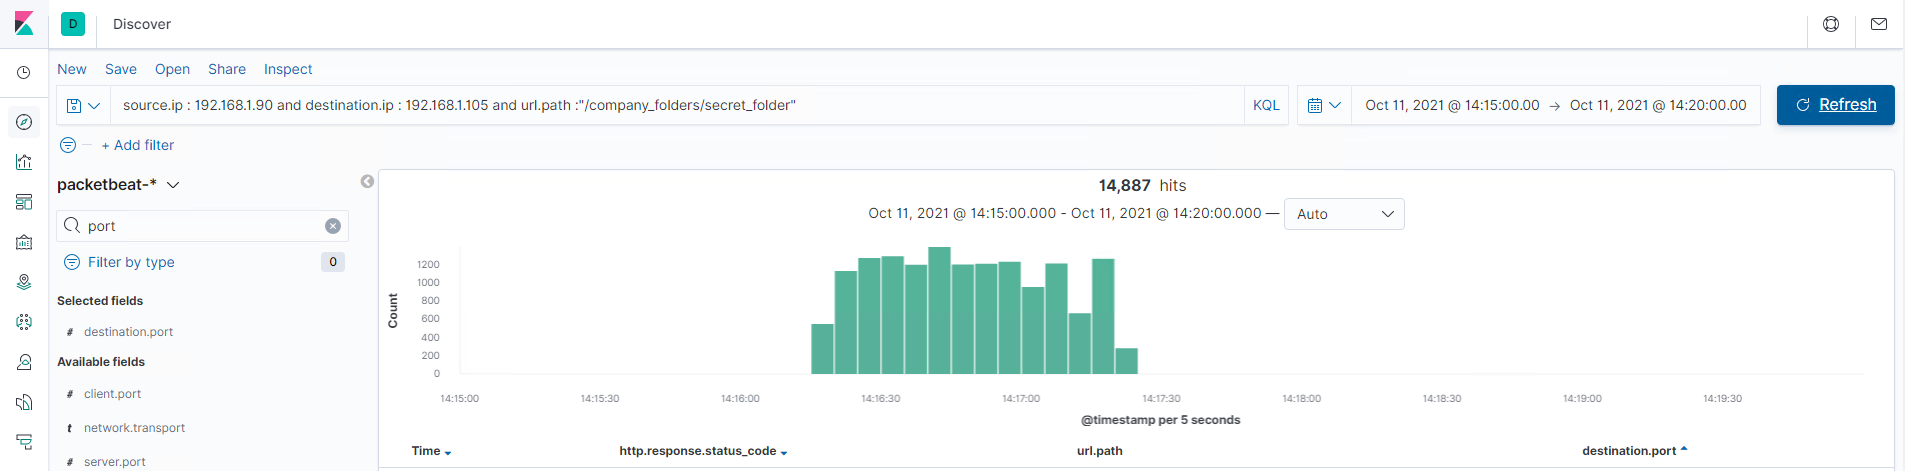 D
Discover
New Save Open Share Inspect
source.ip : 192.168.1.90 and destination.ip : 192.168.1.105 and url.path :"/company_folders/secret_folder"
KQL
Oct 11, 2021 @ 14:15:00.00 → Oct 11, 2021 @ 14:20:00.00
Refresh
+ Add filter
packetbeat-*
port
Filter by type 0
Selected fields
# destination.port
Available fields
# client.port
t network.transport
# server.port
14,887 hits
Oct 11, 2021 @ 14:15:00.000 - Oct 11, 2021 @ 14:20:00.000 — Auto
Count
1200
1000
800
600
400
200
0
14:15:00 14:15:30 14:16:00 14:16:30 14:17:00 14:17:30 14:18:00 14:18:30 14:19:00 14:19:30
@timestamp per 5 seconds
Time http.response.status_code url.path destination.port